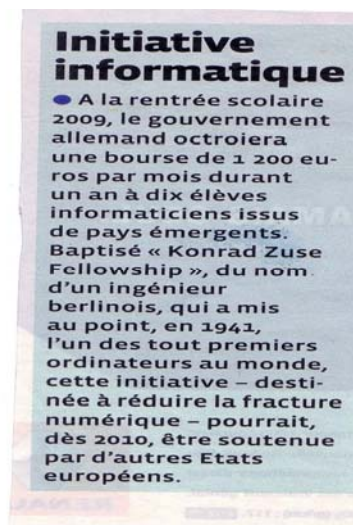 Initiative
informatique
● A la rentrée scolaire
2009, le gouvernement
allemand octroiera
une bourse de 1 200 eu-
ros par mois durant
un an à dix élèves
informaticiens issus
de pays émergents.
Baptisé « Konrad Zuse
Fellowship », du nom
d'un ingénieur
berlinois, qui a mis
au point, en 1941,
l'un des tout premiers
ordinateurs au monde,
cette initiative – desti-
née à réduire la fracture
numérique – pourrait,
dès 2010, être soutenue
par d'autres Etats
européens.